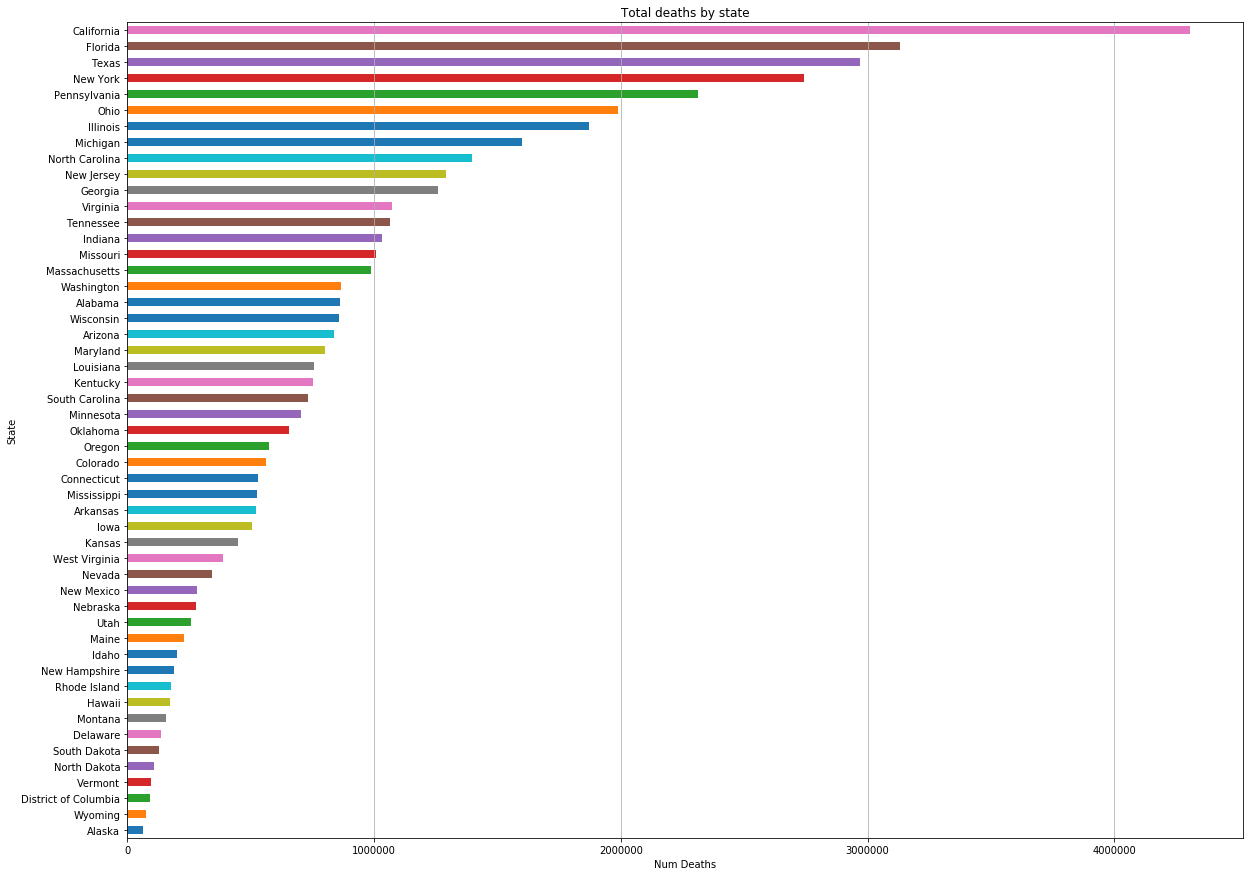 Total deaths by state
California
Florida
Texas
New York
Pennsylvania
Ohio
Illinois
Michigan
North Carolina
New Jersey
Georgia
Virginia
Tennessee
Indiana
Missouri
Massachusetts
Washington
Alabama
Wisconsin
Arizona
Maryland
Louisiana
Kentucky
South Carolina
Minnesota
Oklahoma
Oregon
Colorado
Connecticut
Mississippi
Arkansas
Iowa
Kansas
West Virginia
Nevada
New Mexico
Nebraska
Utah
Maine
Idaho
New Hampshire
Rhode Island
Hawaii
Montana
Delaware
South Dakota
North Dakota
Vermont
District of Columbia
Wyoming
Alaska
State
0 1000000 2000000 3000000 4000000
Num Deaths